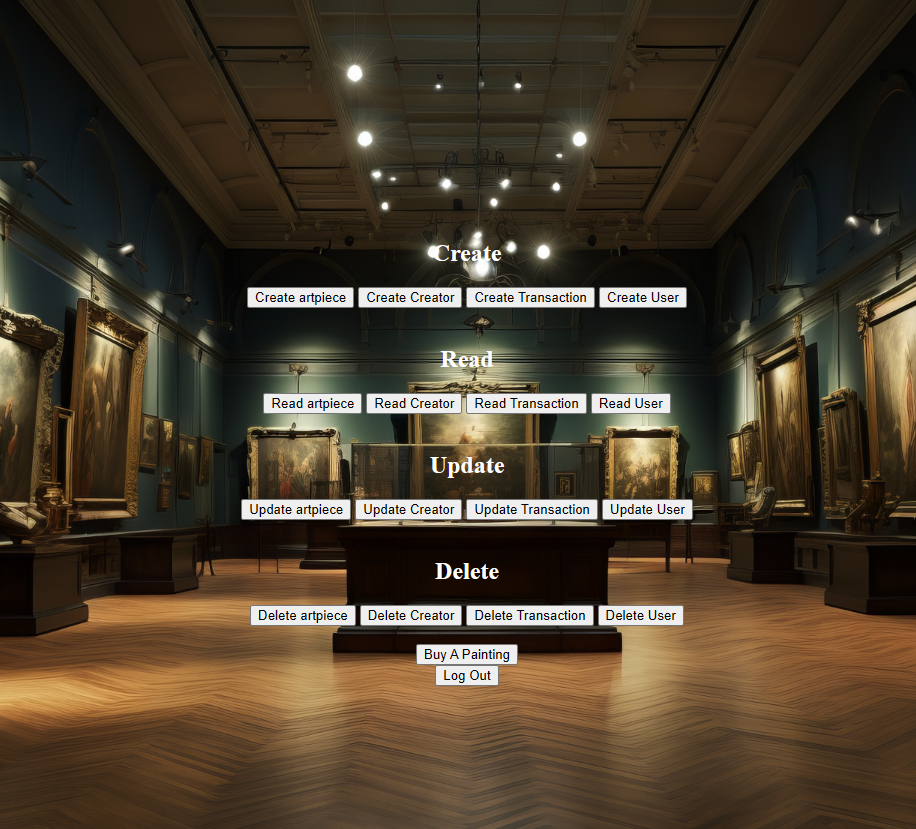 Create
Create artpiece Create Creator Create Transaction Create User
Read
Read artpiece Read Creator Read Transaction Read User
Update
Update artpiece Update Creator Update Transaction Update User
Delete
Delete artpiece Delete Creator Delete Transaction Delete User
Buy A Painting
Log Out